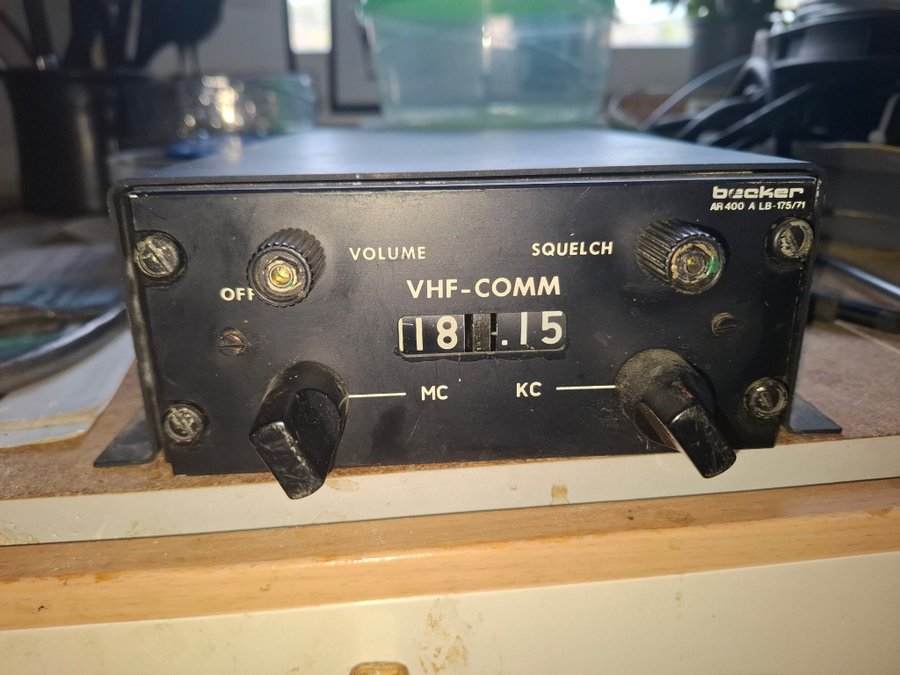 becker
AR 400 A LB-175/71
VOLUME
SQUELCH
OFF
VHF-COMM
18 .15
MC
KC